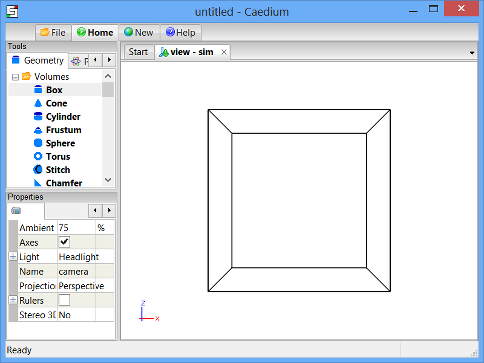 untitled - Caedium
File Home New Help
Tools
Geometry
Volumes
Box
Cone
Cylinder
Frustum
Sphere
Torus
Stitch
Chamfer
Properties
Ambient 75 %
Axes
Light Headlight
Name camera
Projection Perspective
Rulers
Stereo 3D No
Start view - sim
Z
X
Ready